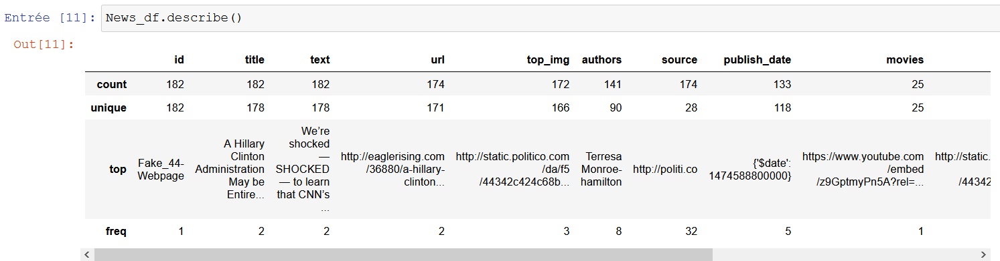 Entrée [11]: News_df.describe()
Out[11]:
id title text url top_img authors source publish_date movies
count 182 182 182 174 172 141 174 133 25
unique 182 178 178 171 166 90 28 118 25
top
Fake_44-
Webpage
A Hillary
Clinton
Administration
May be
Entire...
We’re
shocked
—
SHOCKED
— to learn
that CNN’s
...
http://eaglerising.com
/36880/a-hillary-
clinton...
http://static.politico.com
/da/f5
/44342c424c68b...
Terresa
Monroe-
hamilton
http://politi.co
{'$date':
1474588800000}
https://www.youtube.com
/embed
/z9GptmyPn5A?rel=...
http://static.
/44342
freq 1 2 2 2 3 8 32 5 1